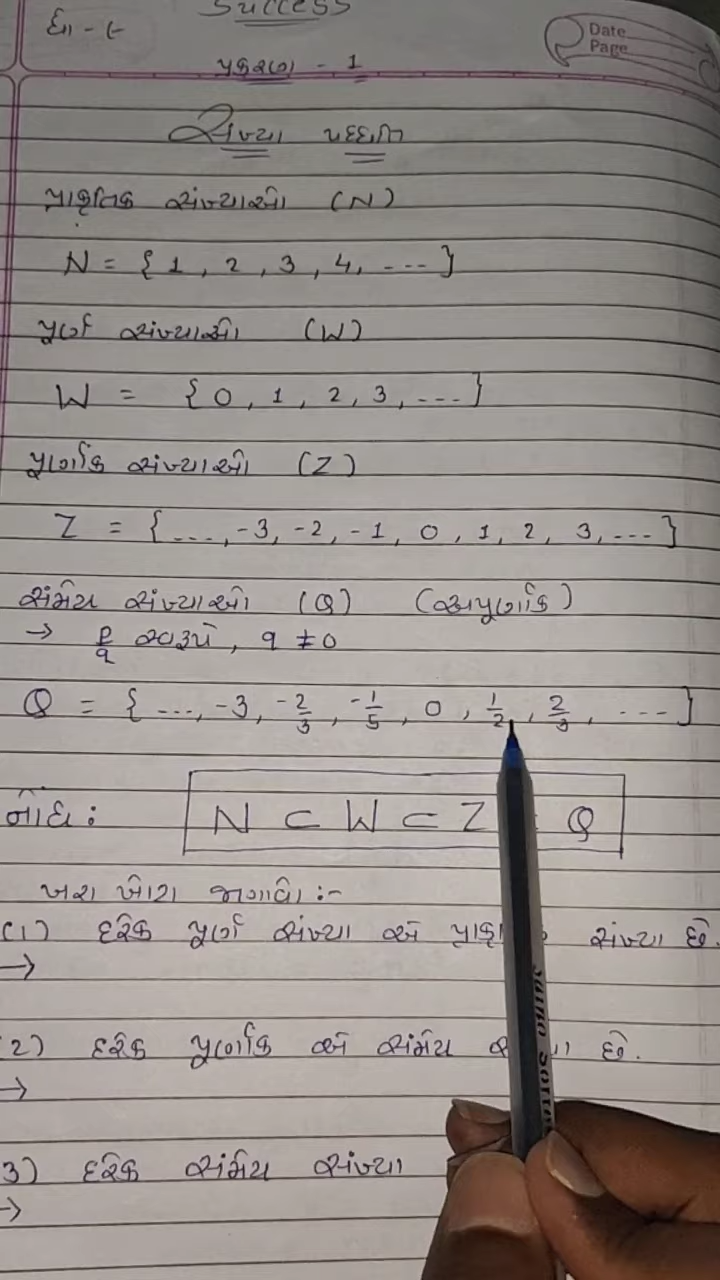 Success
ધો - ૯
Date
Page
પ્રકરણ - 1
સંખ્યા પદ્ધતિ
પ્રાકૃતિક સંખ્યાઓ (N)
N = { 1 , 2 , 3 , 4, --- }
પૂર્ણ સંખ્યાઓ (W)
W = { 0 , 1 , 2 , 3 , --- }
પૂર્ણાંક સંખ્યાઓ (Z)
Z = { ---, -3, -2, -1, 0, 1, 2, 3, --- }
સંમેય સંખ્યાઓ (Q) (અપૂર્ણાંક)
→ p/q સ્વરૂપે, q ≠ 0
Q = { ---, -3, -2/3, -1/5, 0, 1/2, 2/3, --- }
નોંધ :
N ⊂ W ⊂ Z Q
ખરા ખોટા જણાવો :-
(1) દરેક પૂર્ણ સંખ્યા એ સંખ્યા છે.
→
2) દરેક પૂર્ણાંક એ સંમેય છે.
→
3) દરેક સંમેય સંખ્યા
→